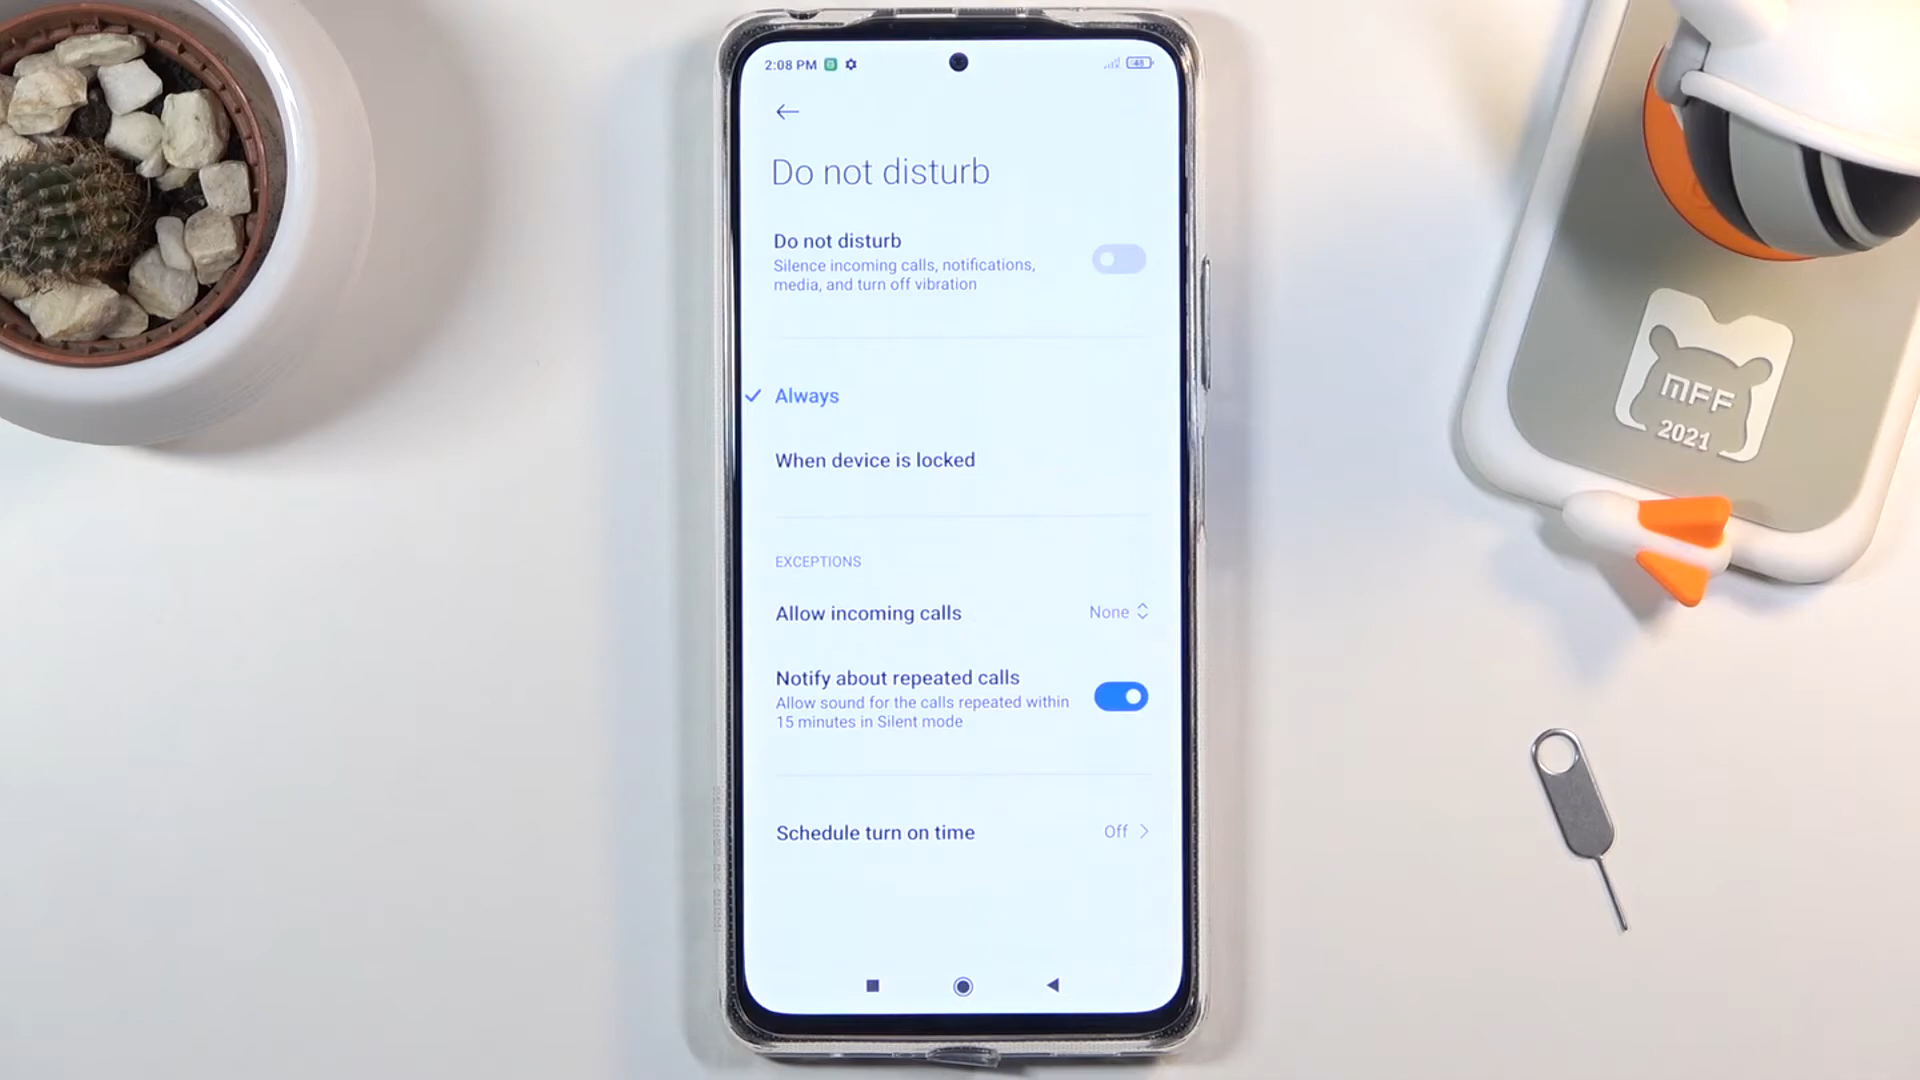 2:08 PM
48
Do not disturb
Do not disturb
Silence incoming calls, notifications,
media, and turn off vibration
Always
When device is locked
EXCEPTIONS
Allow incoming calls
None
Notify about repeated calls
Allow sound for the calls repeated within
15 minutes in Silent mode
Schedule turn on time
Off
MFF
2021